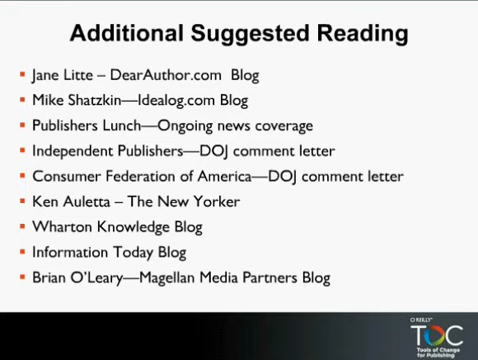 Additional Suggested Reading
Jane Litte – DearAuthor.com Blog
Mike Shatzkin—Idealog.com Blog
Publishers Lunch—Ongoing news coverage
Independent Publishers—DOJ comment letter
Consumer Federation of America—DOJ comment letter
Ken Auletta – The New Yorker
Wharton Knowledge Blog
Information Today Blog
Brian O'Leary—Magellan Media Partners Blog
O'REILLY
TOC
Tools of Change
for Publishing